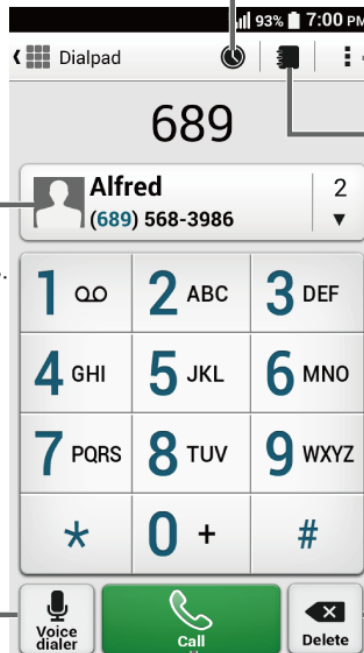 93% 7:00 PM
Dialpad
689
Alfred 2
(689) 568-3986
1 2 ABC 3 DEF
4 GHI 5 JKL 6 MNO
7 PQRS 8 TUV 9 WXYZ
* 0 + #
Voice
dialer
Call
Delete